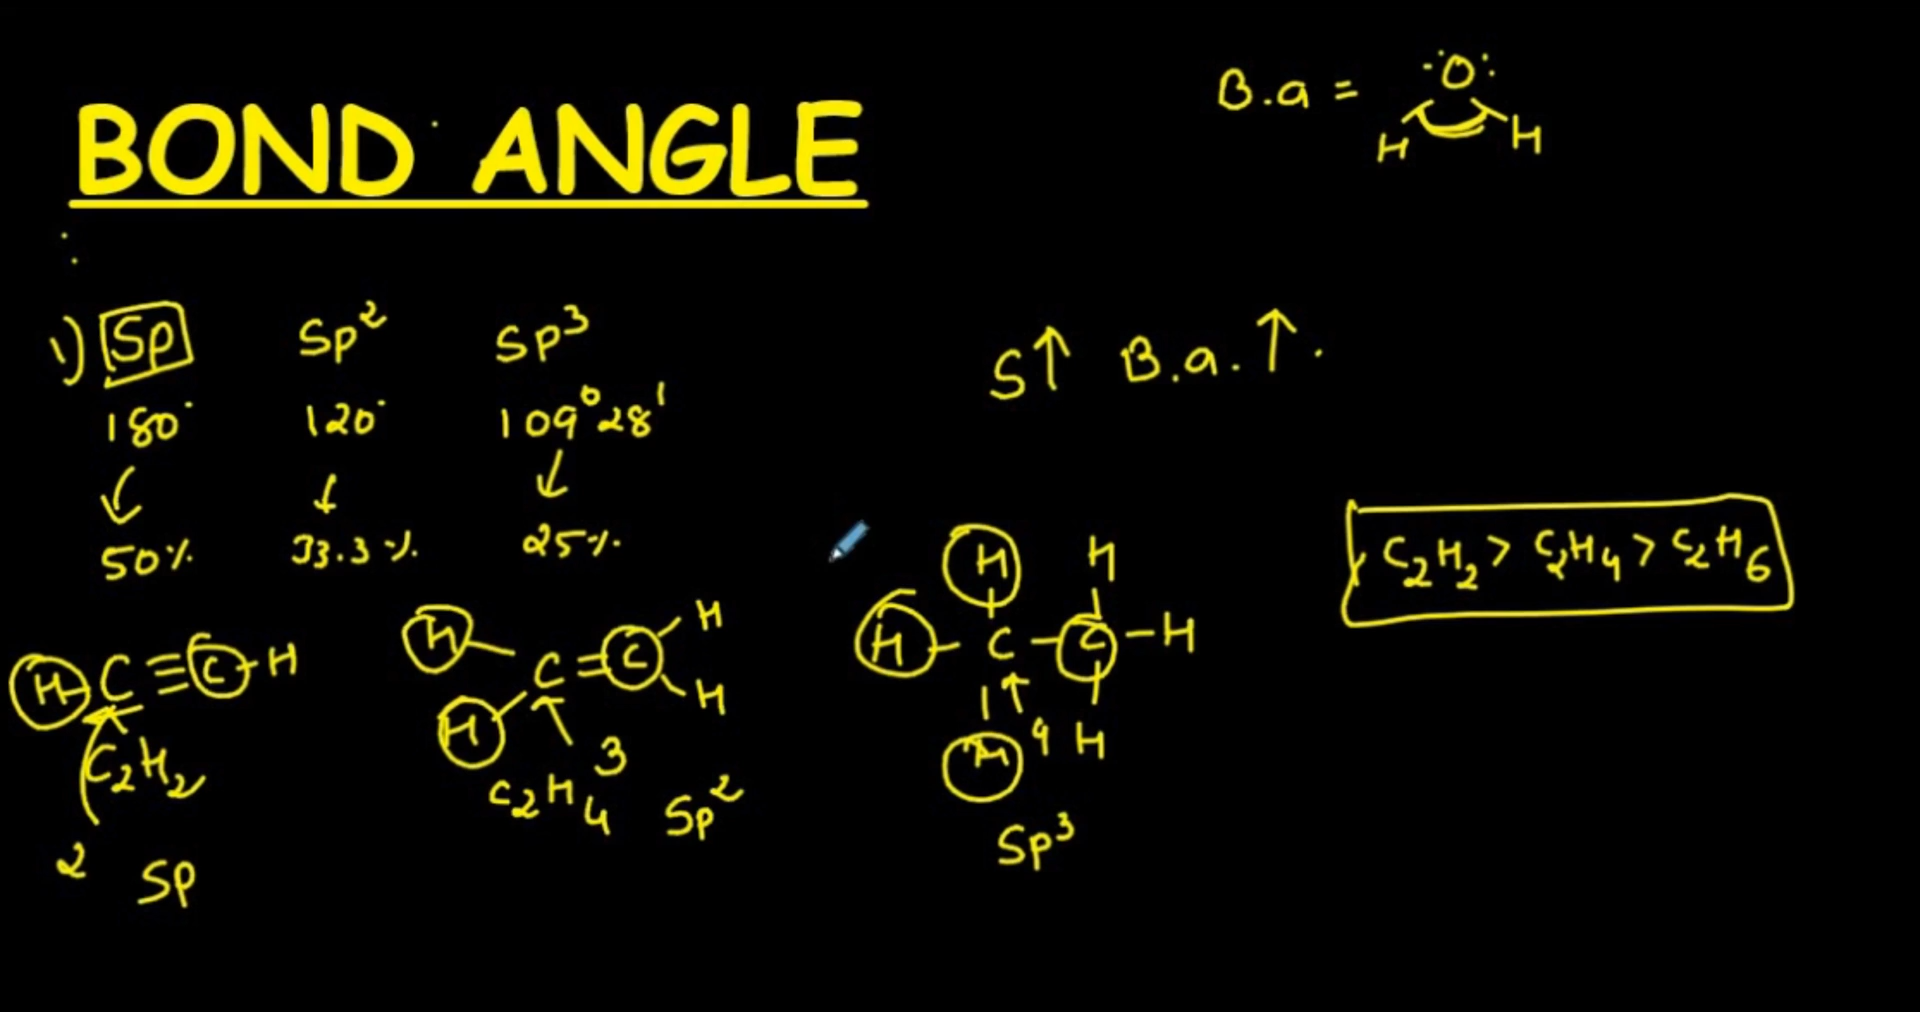 BOND ANGLE
B.a =
:O:
H H
1) Sp Sp² Sp³
180° 120° 109°28'
S↑ B.a.↑.
50% 33.3% 25%
C₂H₂ > C₂H₄ > C₂H₆
H-C≡C-H
C₂H₂
2 Sp
H H
C=C
H H
3
C₂H₄ Sp²
H H
H-C-C-H
H 4 H
Sp³